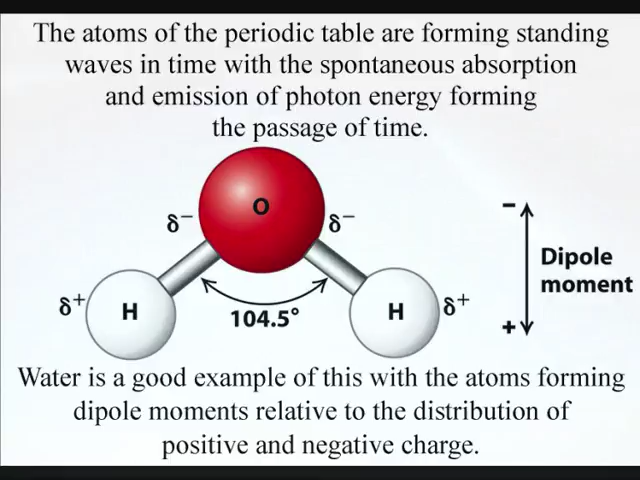 The atoms of the periodic table are forming standing
waves in time with the spontaneous absorption
and emission of photon energy forming
the passage of time.
O
δ− δ−
−
Dipole
moment
δ+ H 104.5° H δ+
+
Water is a good example of this with the atoms forming
dipole moments relative to the distribution of
positive and negative charge.